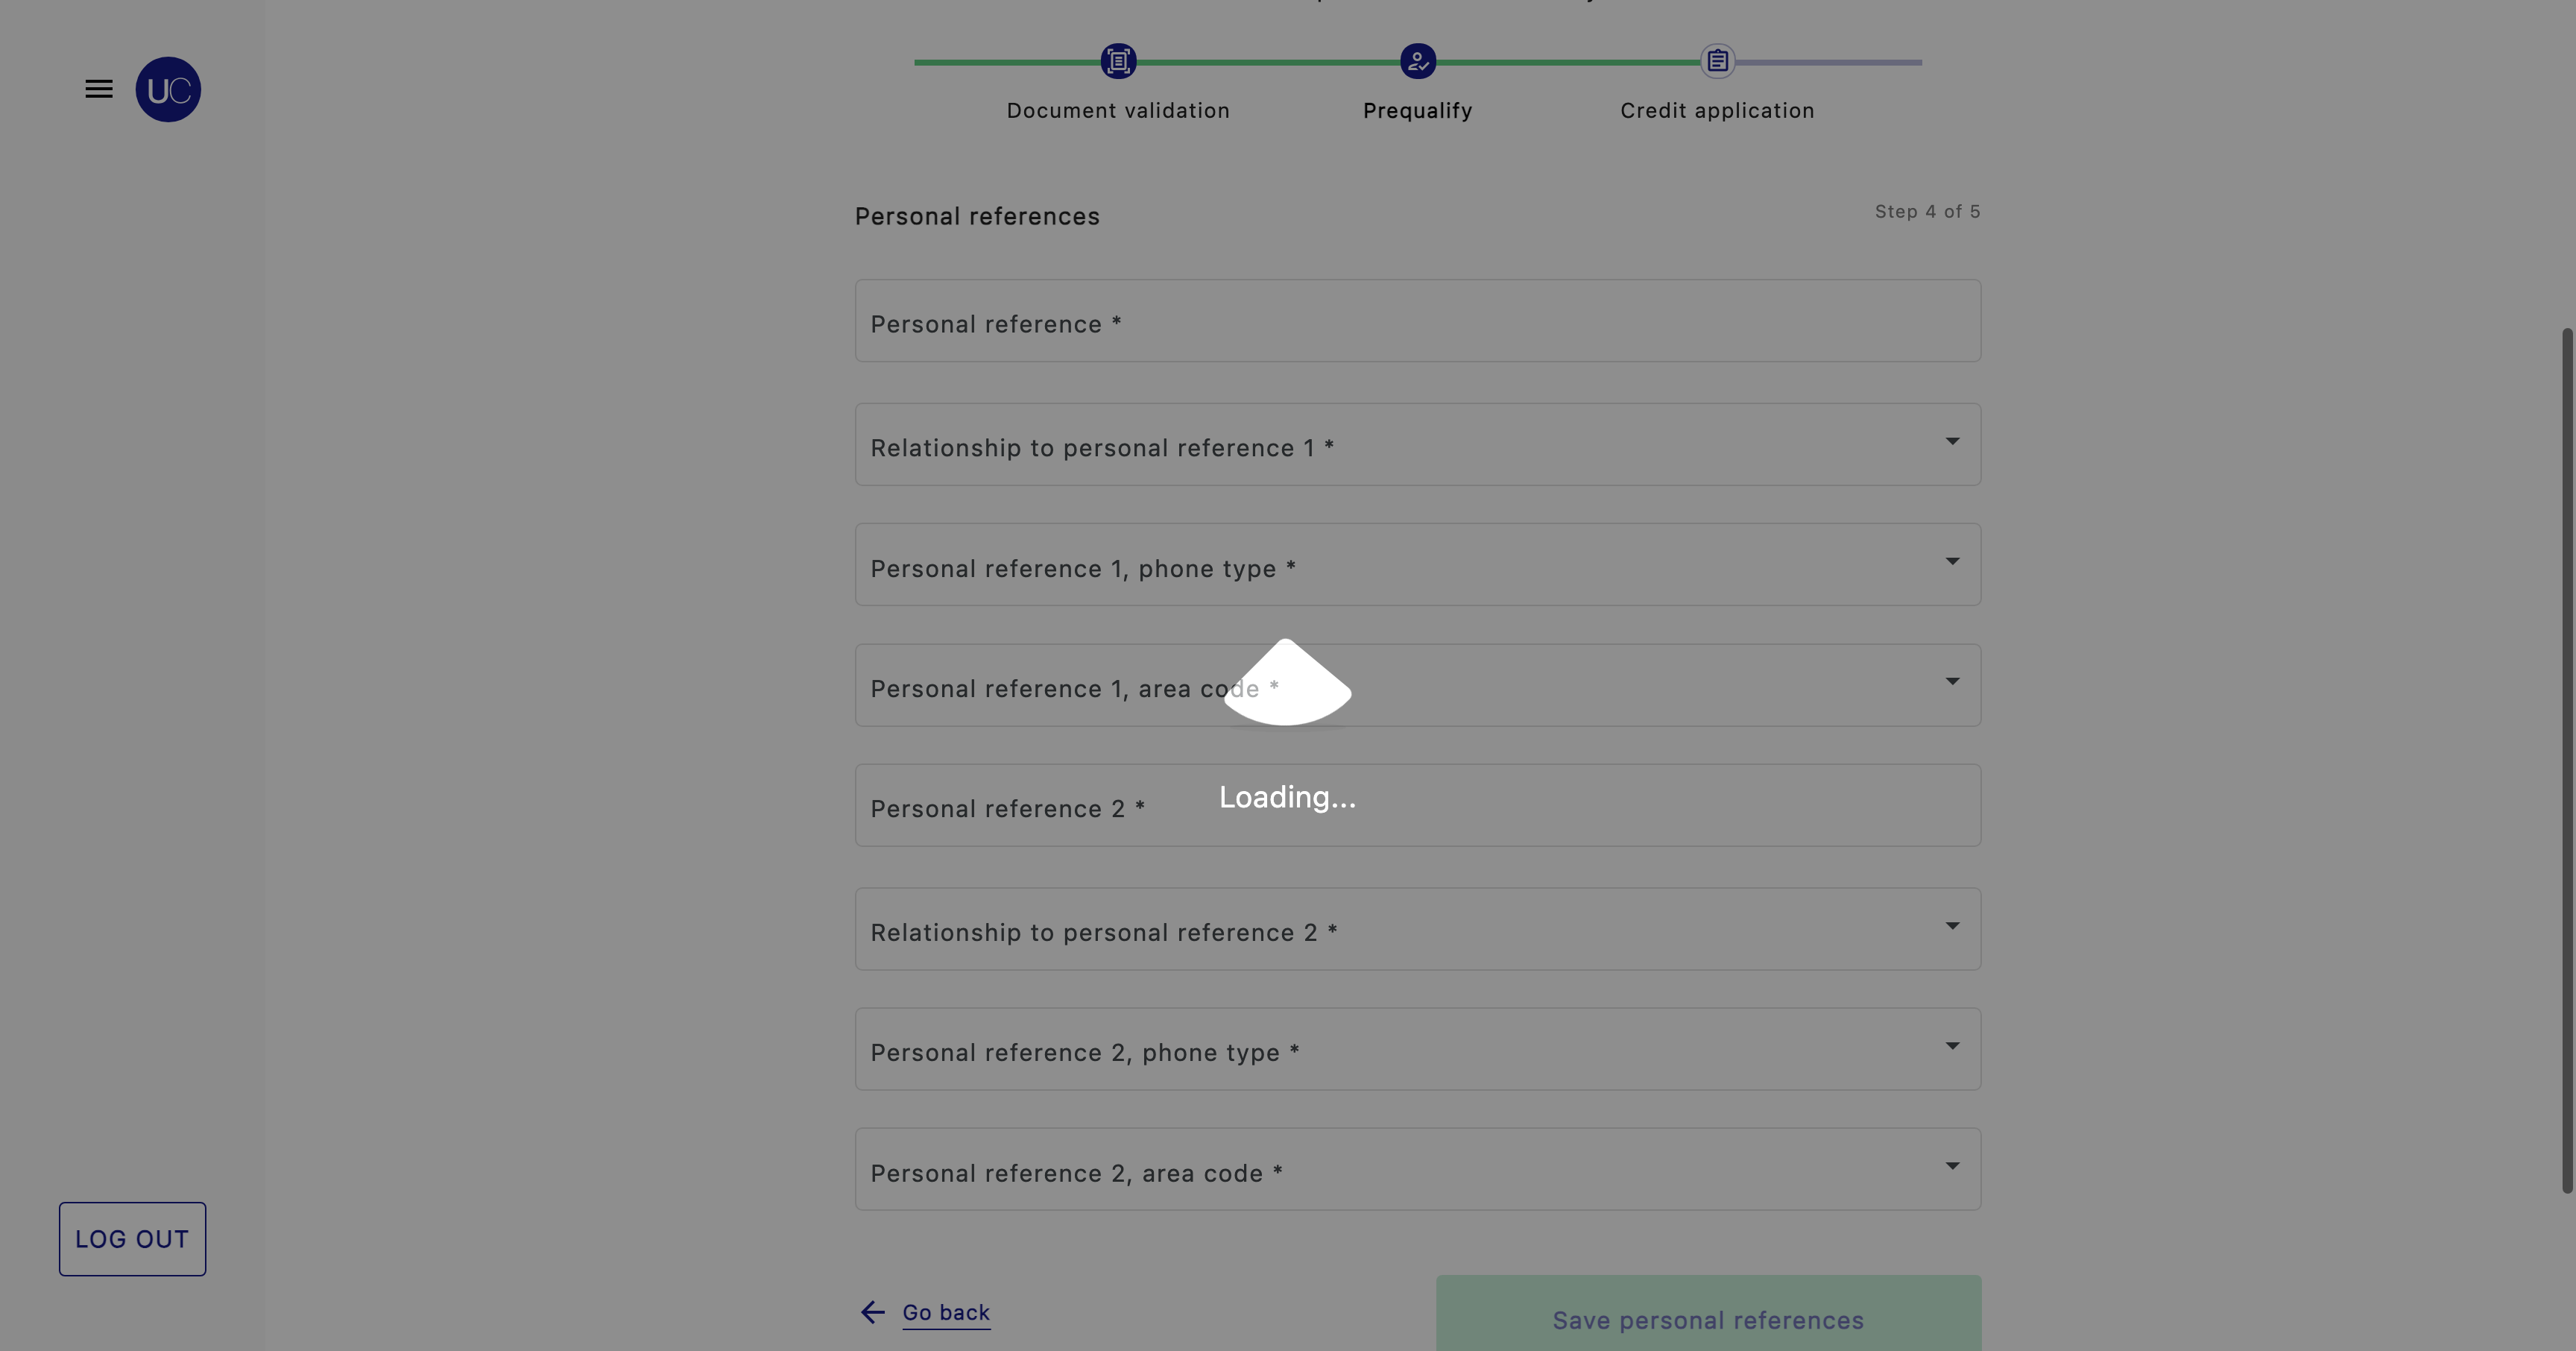 UC
Document validation
Prequalify
Credit application
Personal references
Step 4 of 5
Personal reference *
Relationship to personal reference 1 *
Personal reference 1, phone type *
Personal reference 1, area code *
Loading...
Personal reference 2 *
Relationship to personal reference 2 *
Personal reference 2, phone type *
Personal reference 2, area code *
LOG OUT
Go back
Save personal references